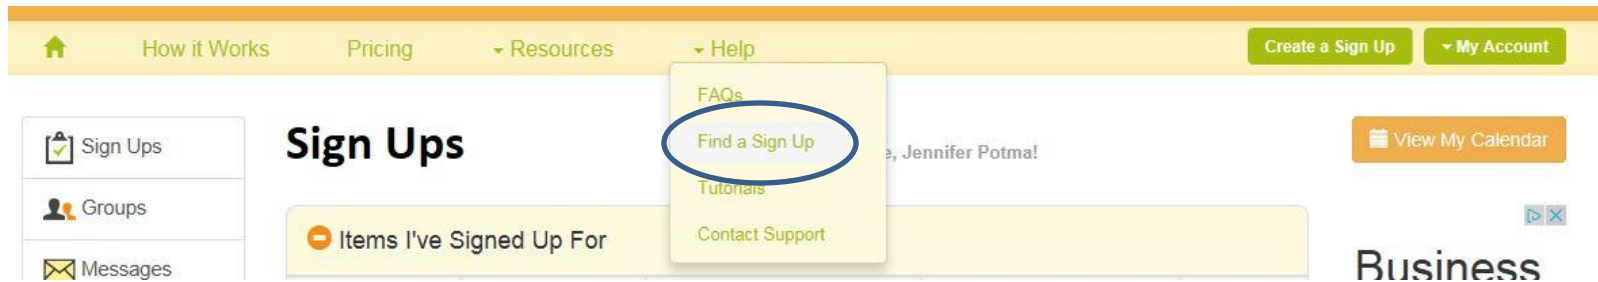 How it Works Pricing Resources Help Create a Sign Up My Account
FAQs
Find a Sign Up
Tutorials
Contact Support
Sign Ups
Groups
Messages
Sign Ups
, Jennifer Potma!
View My Calendar
Items I've Signed Up For
Business